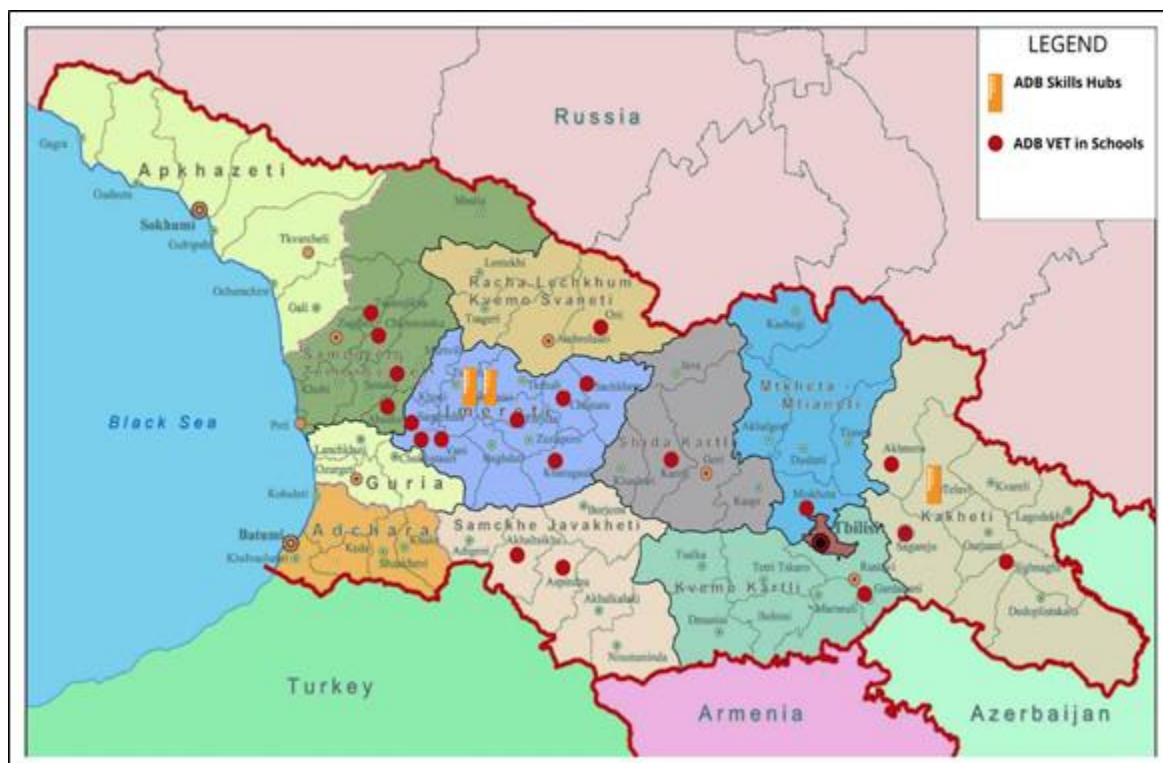 LEGEND
ADB Skills Hubs
ADB VET in Schools
Russia
Apkhazeti
Gagra
Gudauta
Sokhumi
Gulripshi
Tkvarcheli
Ochamchire
Gali
Mestia
Lentekhi
Racha Lechkhum
Kvemo Svaneti
Tsageri
Oni
Ambrolauri
Kazbegi
Mtkheta -
Mtianeti
Java
Khobi
Black Sea
Poti
Imereti
Sachkhere
Chiatura
Zestaponi
Baghdati
Vani
Kharagauli
Shida Kartli
Khashuri
Kareli
Gori
Kaspi
Akhalgori
Dusheti
Tianeti
Mtskheta
Tbilisi
Akhmeta
Telavi
Kvareli
Kakheti
Lagodekhi
Gurjaani
Sagarejo
Sighnaghi
Dedoplistskaro
Lanchkhuti
Ozurgeti
Chokhatauri
Guria
Kobuleti
Adchara
Batumi
Keda
Khulo
Shuakhevi
Khelvachauri
Samckhe Javakheti
Borjomi
Adigeni
Akhaltsikhe
Aspindza
Akhalkalaki
Ninotsminda
Tsalka
Tetri Tskaro
Kvemo Kartli
Rustavi
Gardabani
Marneuli
Bolnisi
Dmanisi
Turkey
Armenia
Azerbaijan